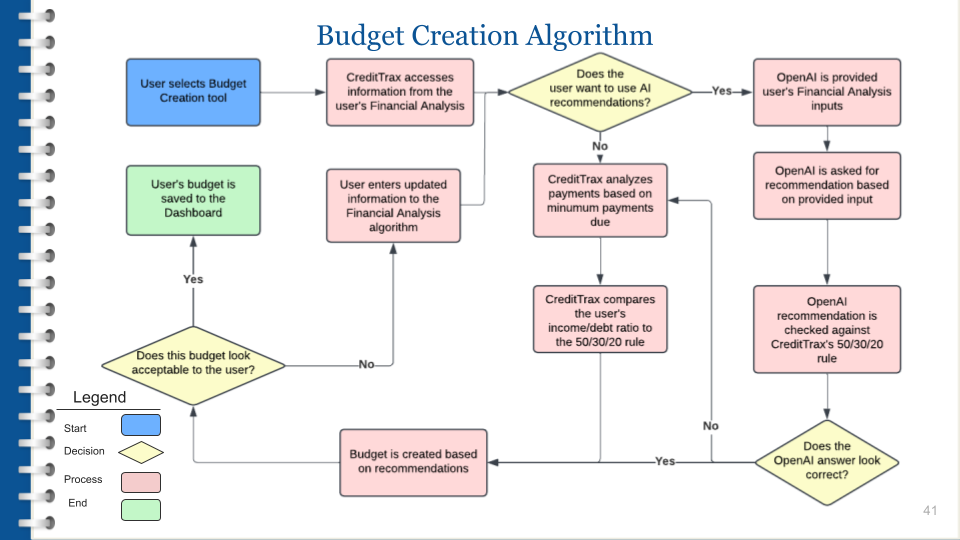 Budget Creation Algorithm
User selects Budget
Creation tool
CreditTrax accesses
information from the
user's Financial Analysis
Does the
user want to use AI
recommendations?
Yes
OpenAI is provided
user's Financial Analysis
inputs
No
User's budget is
saved to the
Dashboard
User enters updated
information to the
Financial Analysis
algorithm
CreditTrax analyzes
payments based on
minumum payments
due
OpenAI is asked for
recommendation based
on provided input
Yes
CreditTrax compares
the user's
income/debt ratio to
the 50/30/20 rule
OpenAI
recommendation is
checked against
CreditTrax's 50/30/20
rule
Does this budget look
acceptable to the user?
No
Legend
Start
Decision
Process
End
Budget is created based
on recommendations
Yes
No
Does the
OpenAI answer look
correct?
41